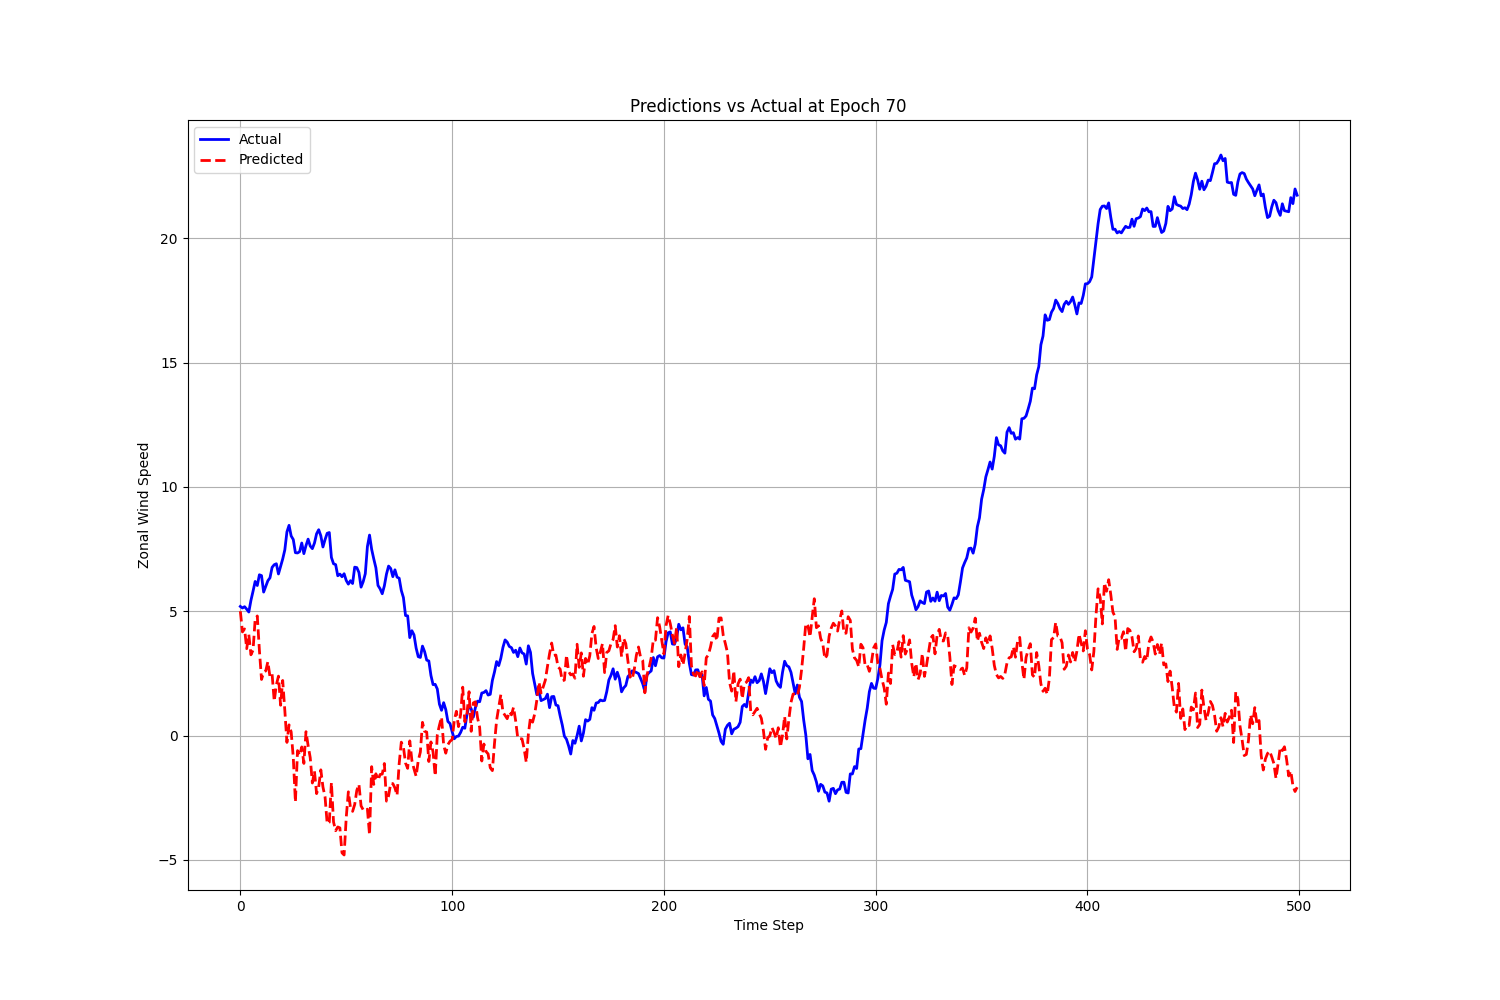 Predictions vs Actual at Epoch 70
Actual
Predicted
Zonal Wind Speed
20
15
10
5
0
−5
0 100 200 300 400 500
Time Step